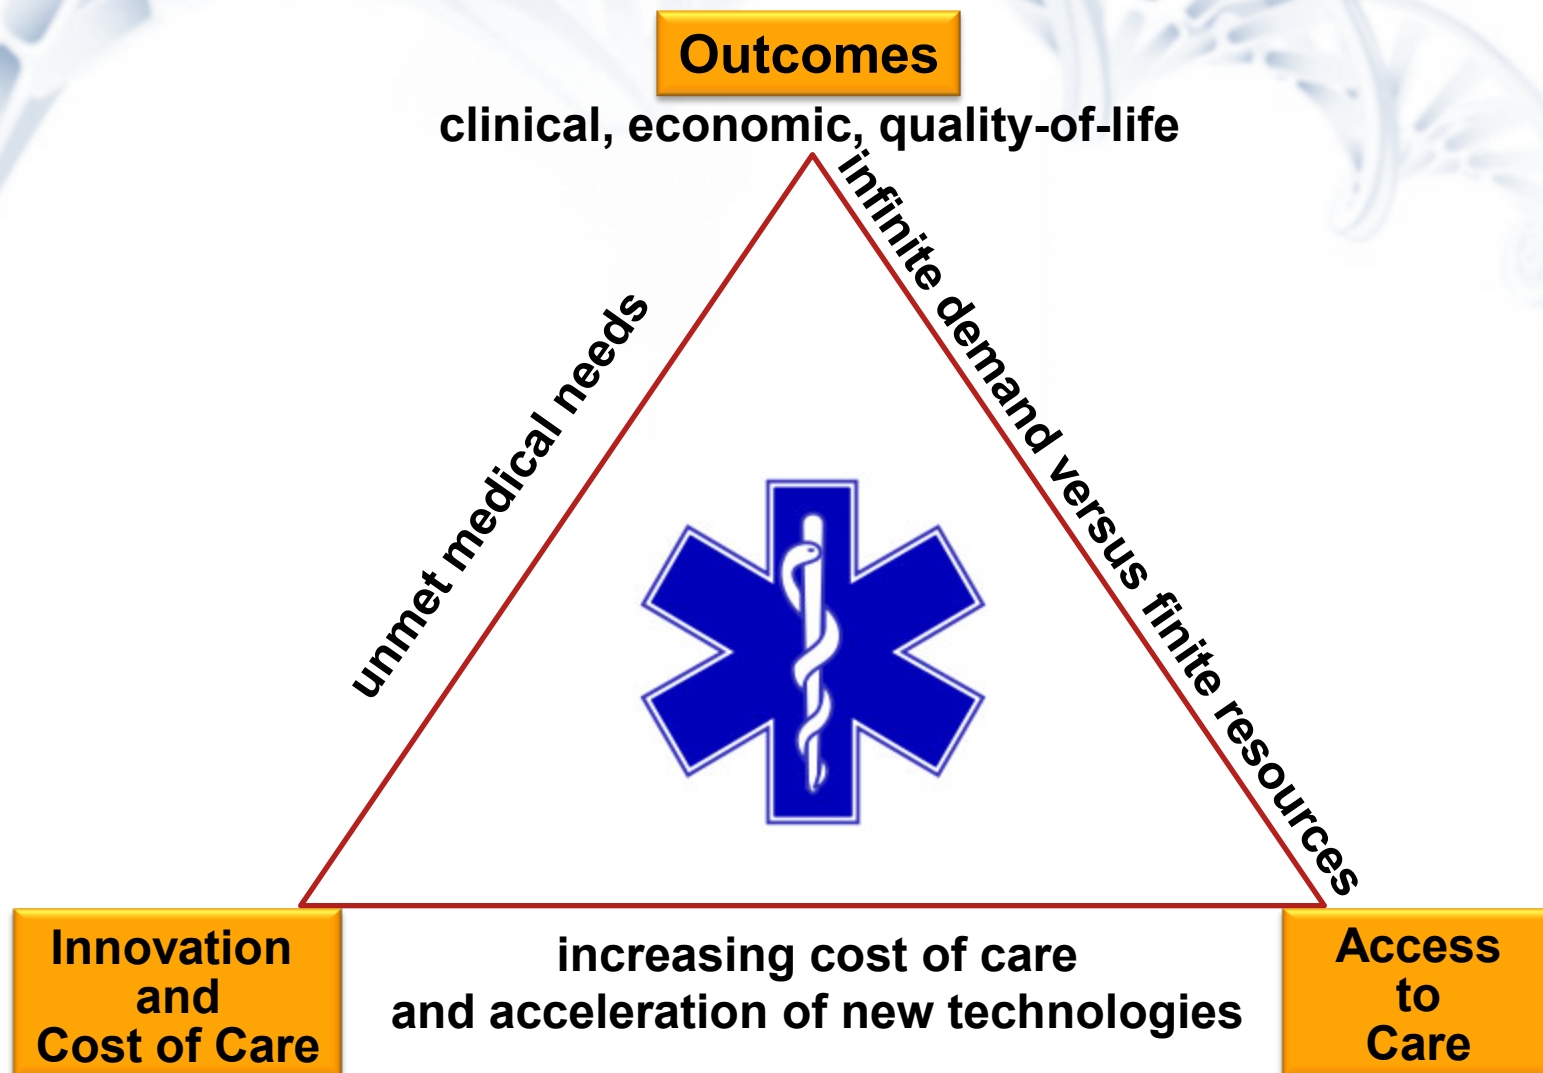 Outcomes
clinical, economic, quality-of-life
infinite demand versus finite resources
unmet medical needs
Innovation
and
Cost of Care
increasing cost of care
and acceleration of new technologies
Access
to
Care